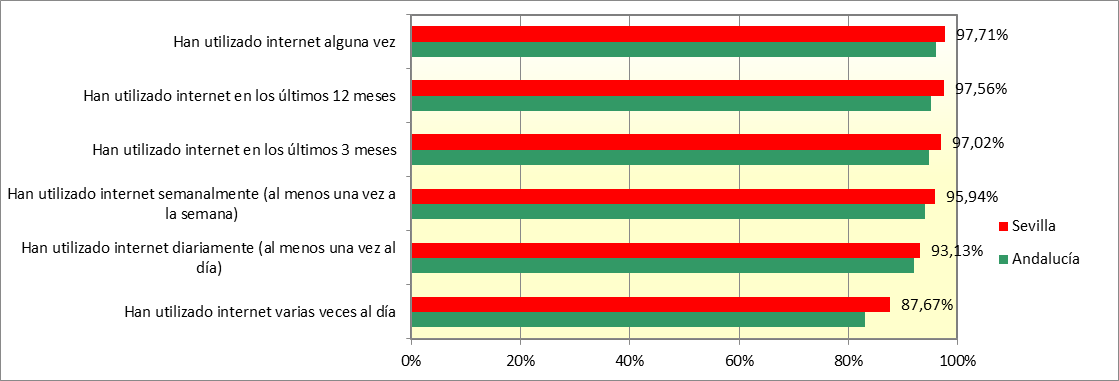 Han utilizado internet alguna vez
97,71%
Han utilizado internet en los últimos 12 meses
97,56%
Han utilizado internet en los últimos 3 meses
97,02%
Han utilizado internet semanalmente (al menos una vez a
la semana)
95,94%
Han utilizado internet diariamente (al menos una vez al
día)
93,13%
Han utilizado internet varias veces al día
87,67%
Sevilla
Andalucía
0% 20% 40% 60% 80% 100%